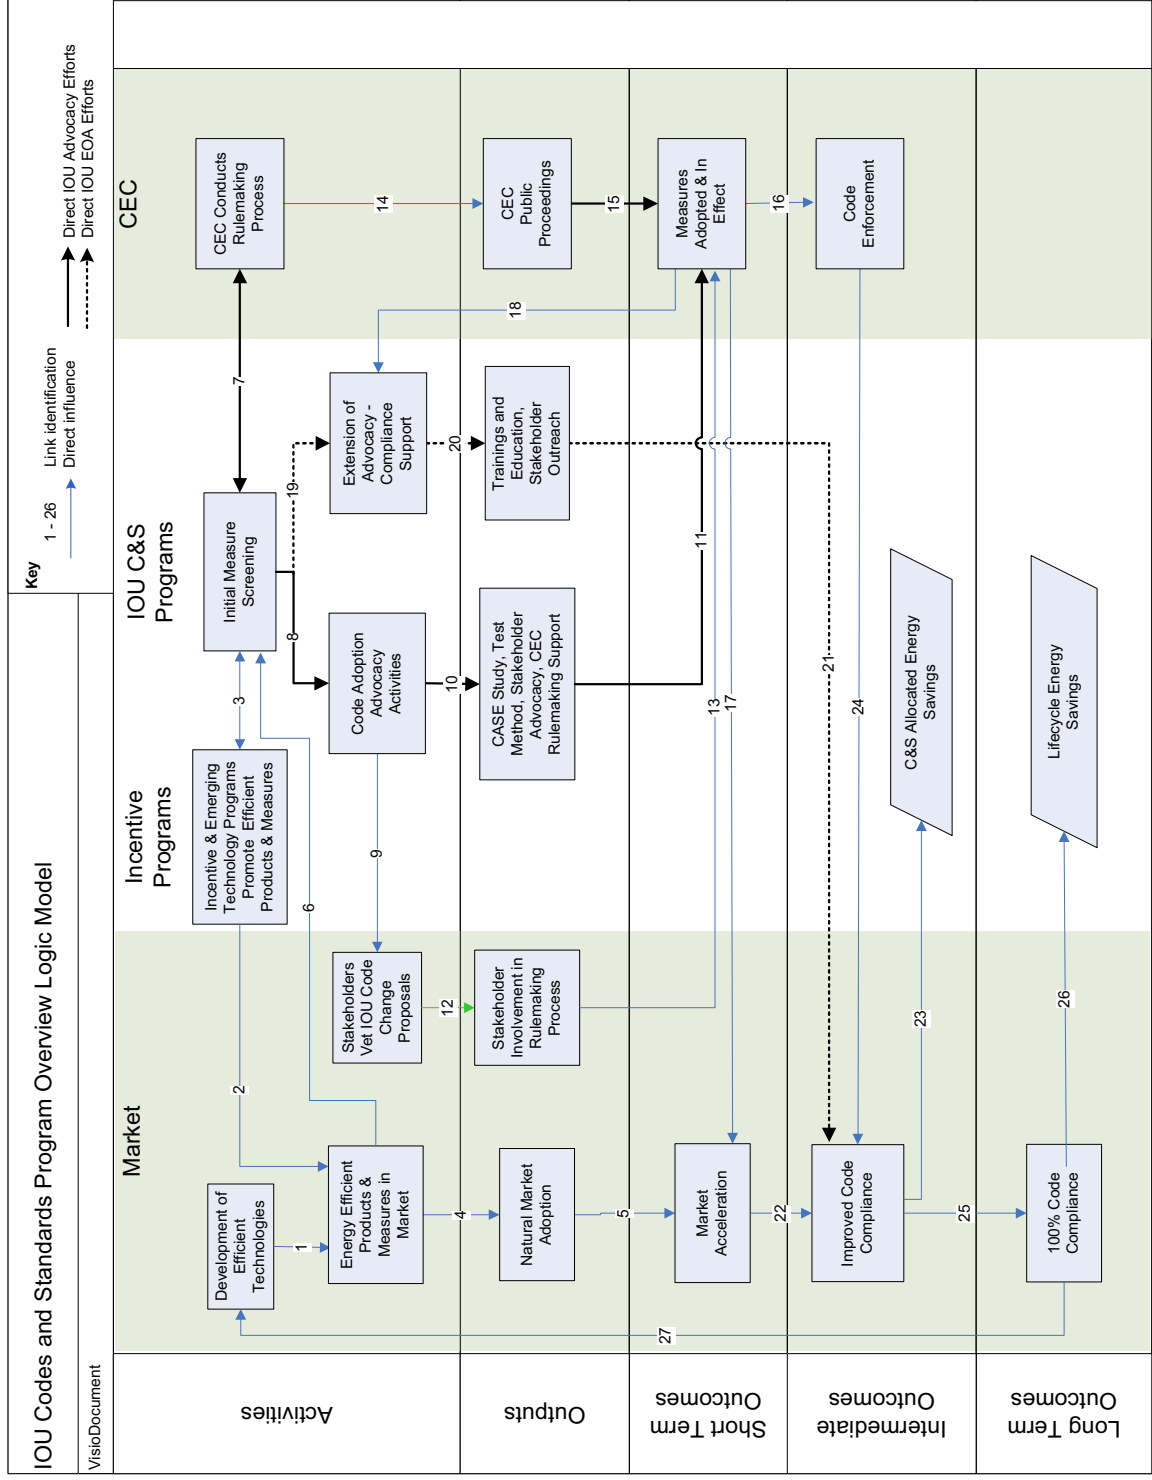 IOU Codes and Standards Program Overview Logic Model
VisioDocument
Key
1 - 26
Link identification
Direct influence
Direct IOU Advocacy Efforts
Direct IOU EOA Efforts
Market
Incentive
Programs
IOU C&S
Programs
CEC
Activities
Development of
Efficient
Technologies
Incentive & Emerging
Technology Programs
Promote Efficient
Products & Measures
Initial Measure
Screening
CEC Conducts
Rulemaking
Process
Energy Efficient
Products &
Measures in
Market
Stakeholders
Vet IOU Code
Change
Proposals
Code Adoption
Advocacy
Activities
Extension of
Advocacy -
Compliance
Support
1
2
3
6
7
8
19
9
14
4
12
10
20
18
Outputs
Natural Market
Adoption
Stakeholder
Involvement in
Rulemaking
Process
CASE Study, Test
Method, Stakeholder
Advocacy, CEC
Rulemaking Support
Trainings and
Education,
Stakeholder
Outreach
CEC
Public
Proceedings
5
15
Short Term
Outcomes
27
Market
Acceleration
13
17
11
Measures
Adopted & In
Effect
22
16
Intermediate
Outcomes
Improved Code
Compliance
21
24
Code
Enforcement
23
C&S Allocated Energy
Savings
25
Long Term
Outcomes
100% Code
Compliance
26
Lifecycle Energy
Savings